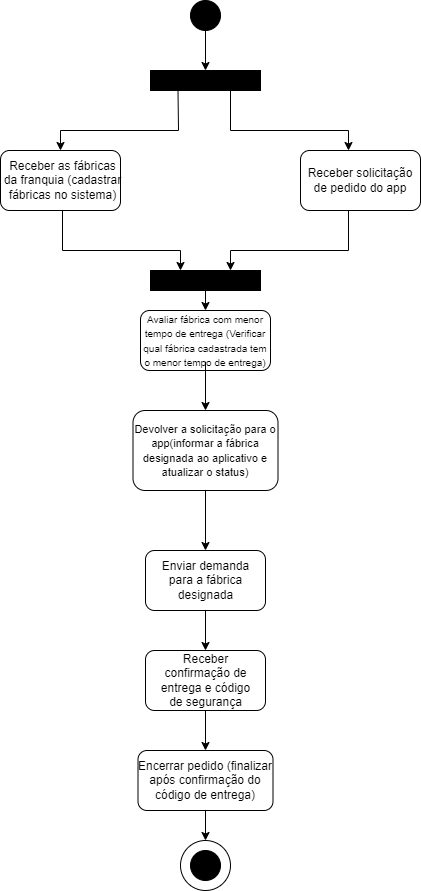 Receber as fábricas
da franquia (cadastrar
fábricas no sistema)
Receber solicitação
de pedido do app
Avaliar fábrica com menor
tempo de entrega (Verificar
qual fábrica cadastrada tem
o menor tempo de entrega)
Devolver a solicitação para o
app(informar a fábrica
designada ao aplicativo e
atualizar o status)
Enviar demanda
para a fábrica
designada
Receber
confirmação de
entrega e código
de segurança
Encerrar pedido (finalizar
após confirmação do
código de entrega)